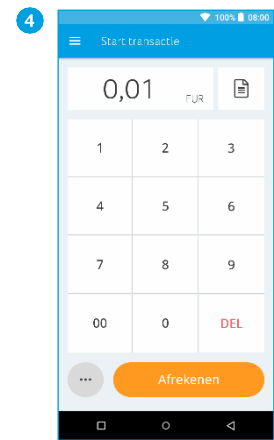 4
100% 08:00
Start transactie
0,01 EUR
1 2 3
4 5 6
7 8 9
00 0 DEL
... Afrekenen